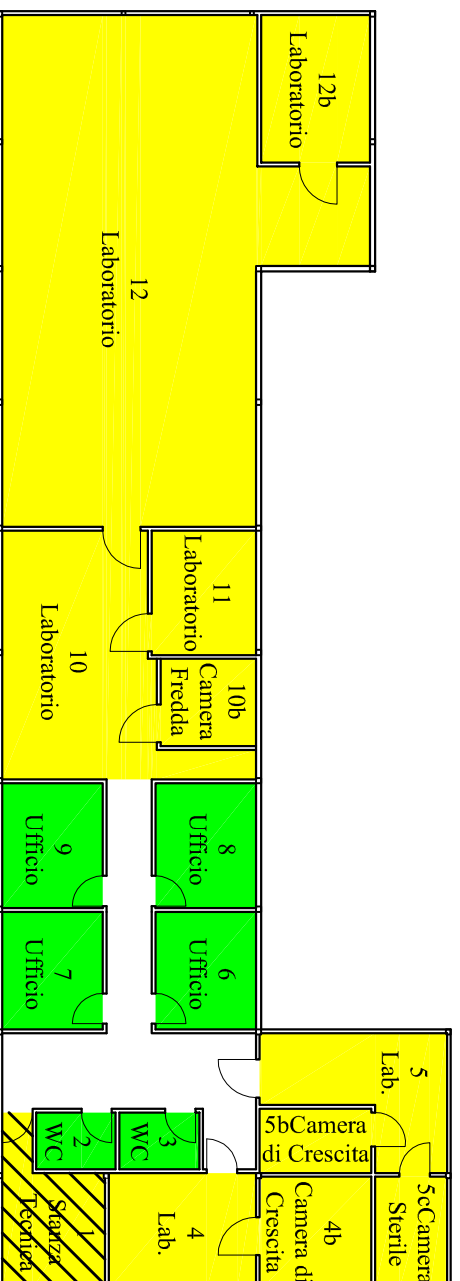 12b
Laboratorio
12
Laboratorio
11
Laboratorio
10
Laboratorio
10b
Camera
Fredda
9
Ufficio
8
Ufficio
7
Ufficio
6
Ufficio
5
Lab.
5bCamera
di Crescita
5cCamera
Sterile
2
WC
3
WC
1
Stanza
Tecnica
4
Lab.
4b
Camera di
Crescita